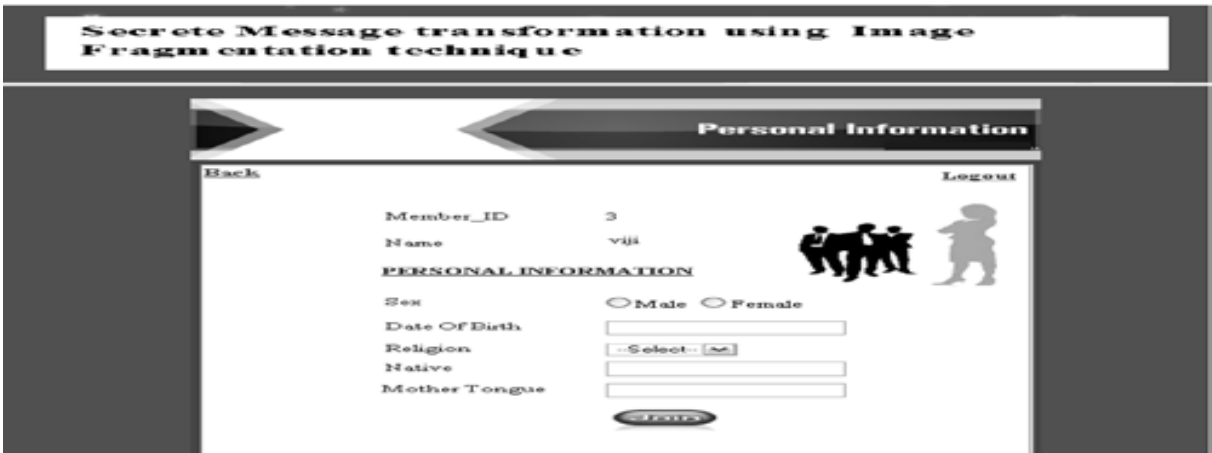 Secrete Message transformation using Image
Fragmentation technique
Personal Information
Back
Logout
Member_ID 3
Name viji
PERSONAL INFORMATION
Sex Male Female
Date Of Birth
Religion --Select--
Native
Mother Tongue
Join